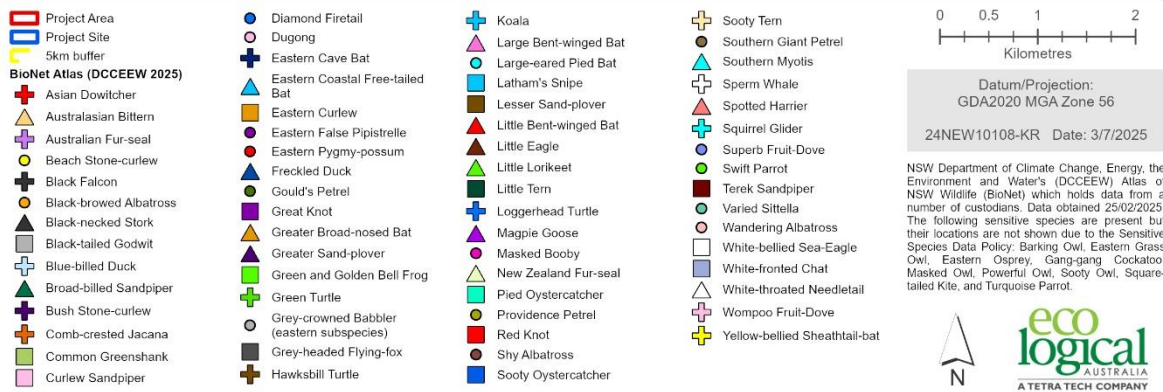 Project Area
Project Site
5km buffer
BioNet Atlas (DCCEEW 2025)
Asian Dowitcher
Australasian Bittern
Australian Fur-seal
Beach Stone-curlew
Black Falcon
Black-browed Albatross
Black-necked Stork
Black-tailed Godwit
Blue-billed Duck
Broad-billed Sandpiper
Bush Stone-curlew
Comb-crested Jacana
Common Greenshank
Curlew Sandpiper
Diamond Firetail
Dugong
Eastern Cave Bat
Eastern Coastal Free-tailed
Bat
Eastern Curlew
Eastern False Pipistrelle
Eastern Pygmy-possum
Freckled Duck
Gould's Petrel
Great Knot
Greater Broad-nosed Bat
Greater Sand-plover
Green and Golden Bell Frog
Green Turtle
Grey-crowned Babbler
(eastern subspecies)
Grey-headed Flying-fox
Hawksbill Turtle
Koala
Large Bent-winged Bat
Large-eared Pied Bat
Latham's Snipe
Lesser Sand-plover
Little Bent-winged Bat
Little Eagle
Little Lorikeet
Little Tern
Loggerhead Turtle
Magpie Goose
Masked Booby
New Zealand Fur-seal
Pied Oystercatcher
Providence Petrel
Red Knot
Shy Albatross
Sooty Oystercatcher
Sooty Tern
Southern Giant Petrel
Southern Myotis
Sperm Whale
Spotted Harrier
Squirrel Glider
Superb Fruit-Dove
Swift Parrot
Terek Sandpiper
Varied Sittella
Wandering Albatross
White-bellied Sea-Eagle
White-fronted Chat
White-throated Needletail
Wompoo Fruit-Dove
Yellow-bellied Sheathtail-bat
0 0.5 1 2
Kilometres
Datum/Projection:
GDA2020 MGA Zone 56
24NEW10108-KR Date: 3/7/2025
NSW Department of Climate Change, Energy, the
Environment and Water's (DCCEEW) Atlas of
NSW Wildlife (BioNet) which holds data from a
number of custodians. Data obtained 25/02/2025.
The following sensitive species are present but
their locations are not shown due to the Sensitive
Species Data Policy: Barking Owl, Eastern Grass
Owl, Eastern Osprey, Gang-gang Cockatoo,
Masked Owl, Powerful Owl, Sooty Owl, Square-
tailed Kite, and Turquoise Parrot.
N
eco
logical
AUSTRALIA
A TETRA TECH COMPANY